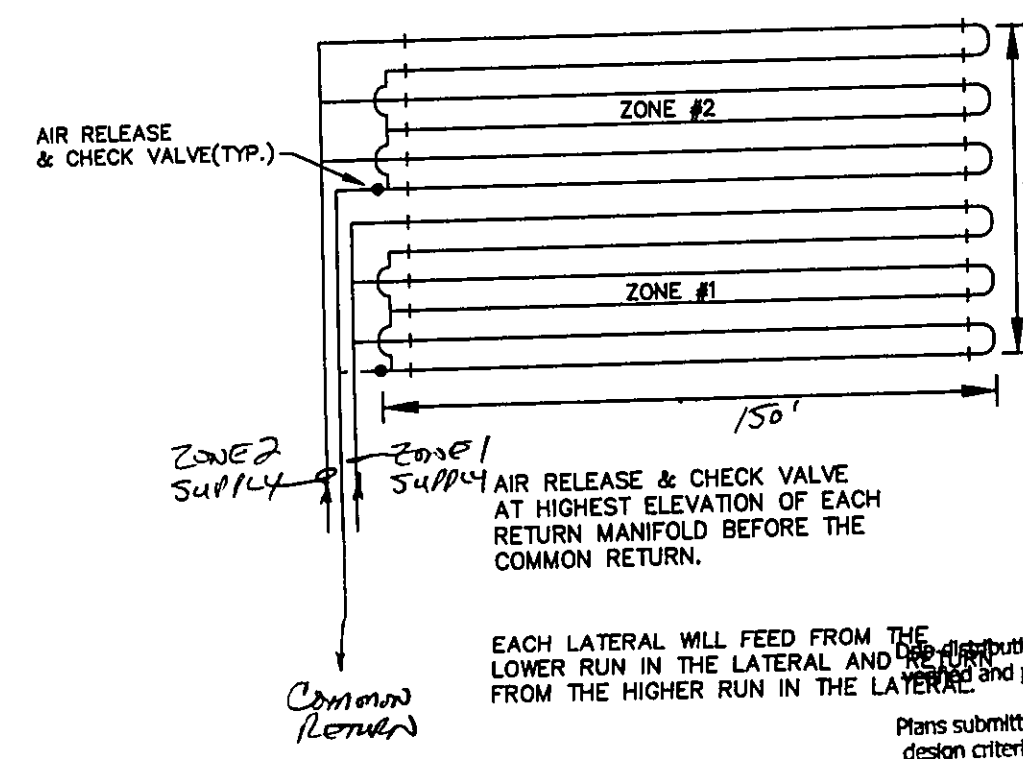 ZONE #2
AIR RELEASE
& CHECK VALVE(TYP.)
ZONE #1
150'
ZONE 2
SUPPLY
ZONE 1
SUPPLY
AIR RELEASE & CHECK VALVE
AT HIGHEST ELEVATION OF EACH
RETURN MANIFOLD BEFORE THE
COMMON RETURN.
EACH LATERAL WILL FEED FROM THE
LOWER RUN IN THE LATERAL AND RETURN
FROM THE HIGHER RUN IN THE LATERAL.
and
Plans
design
Common
Return